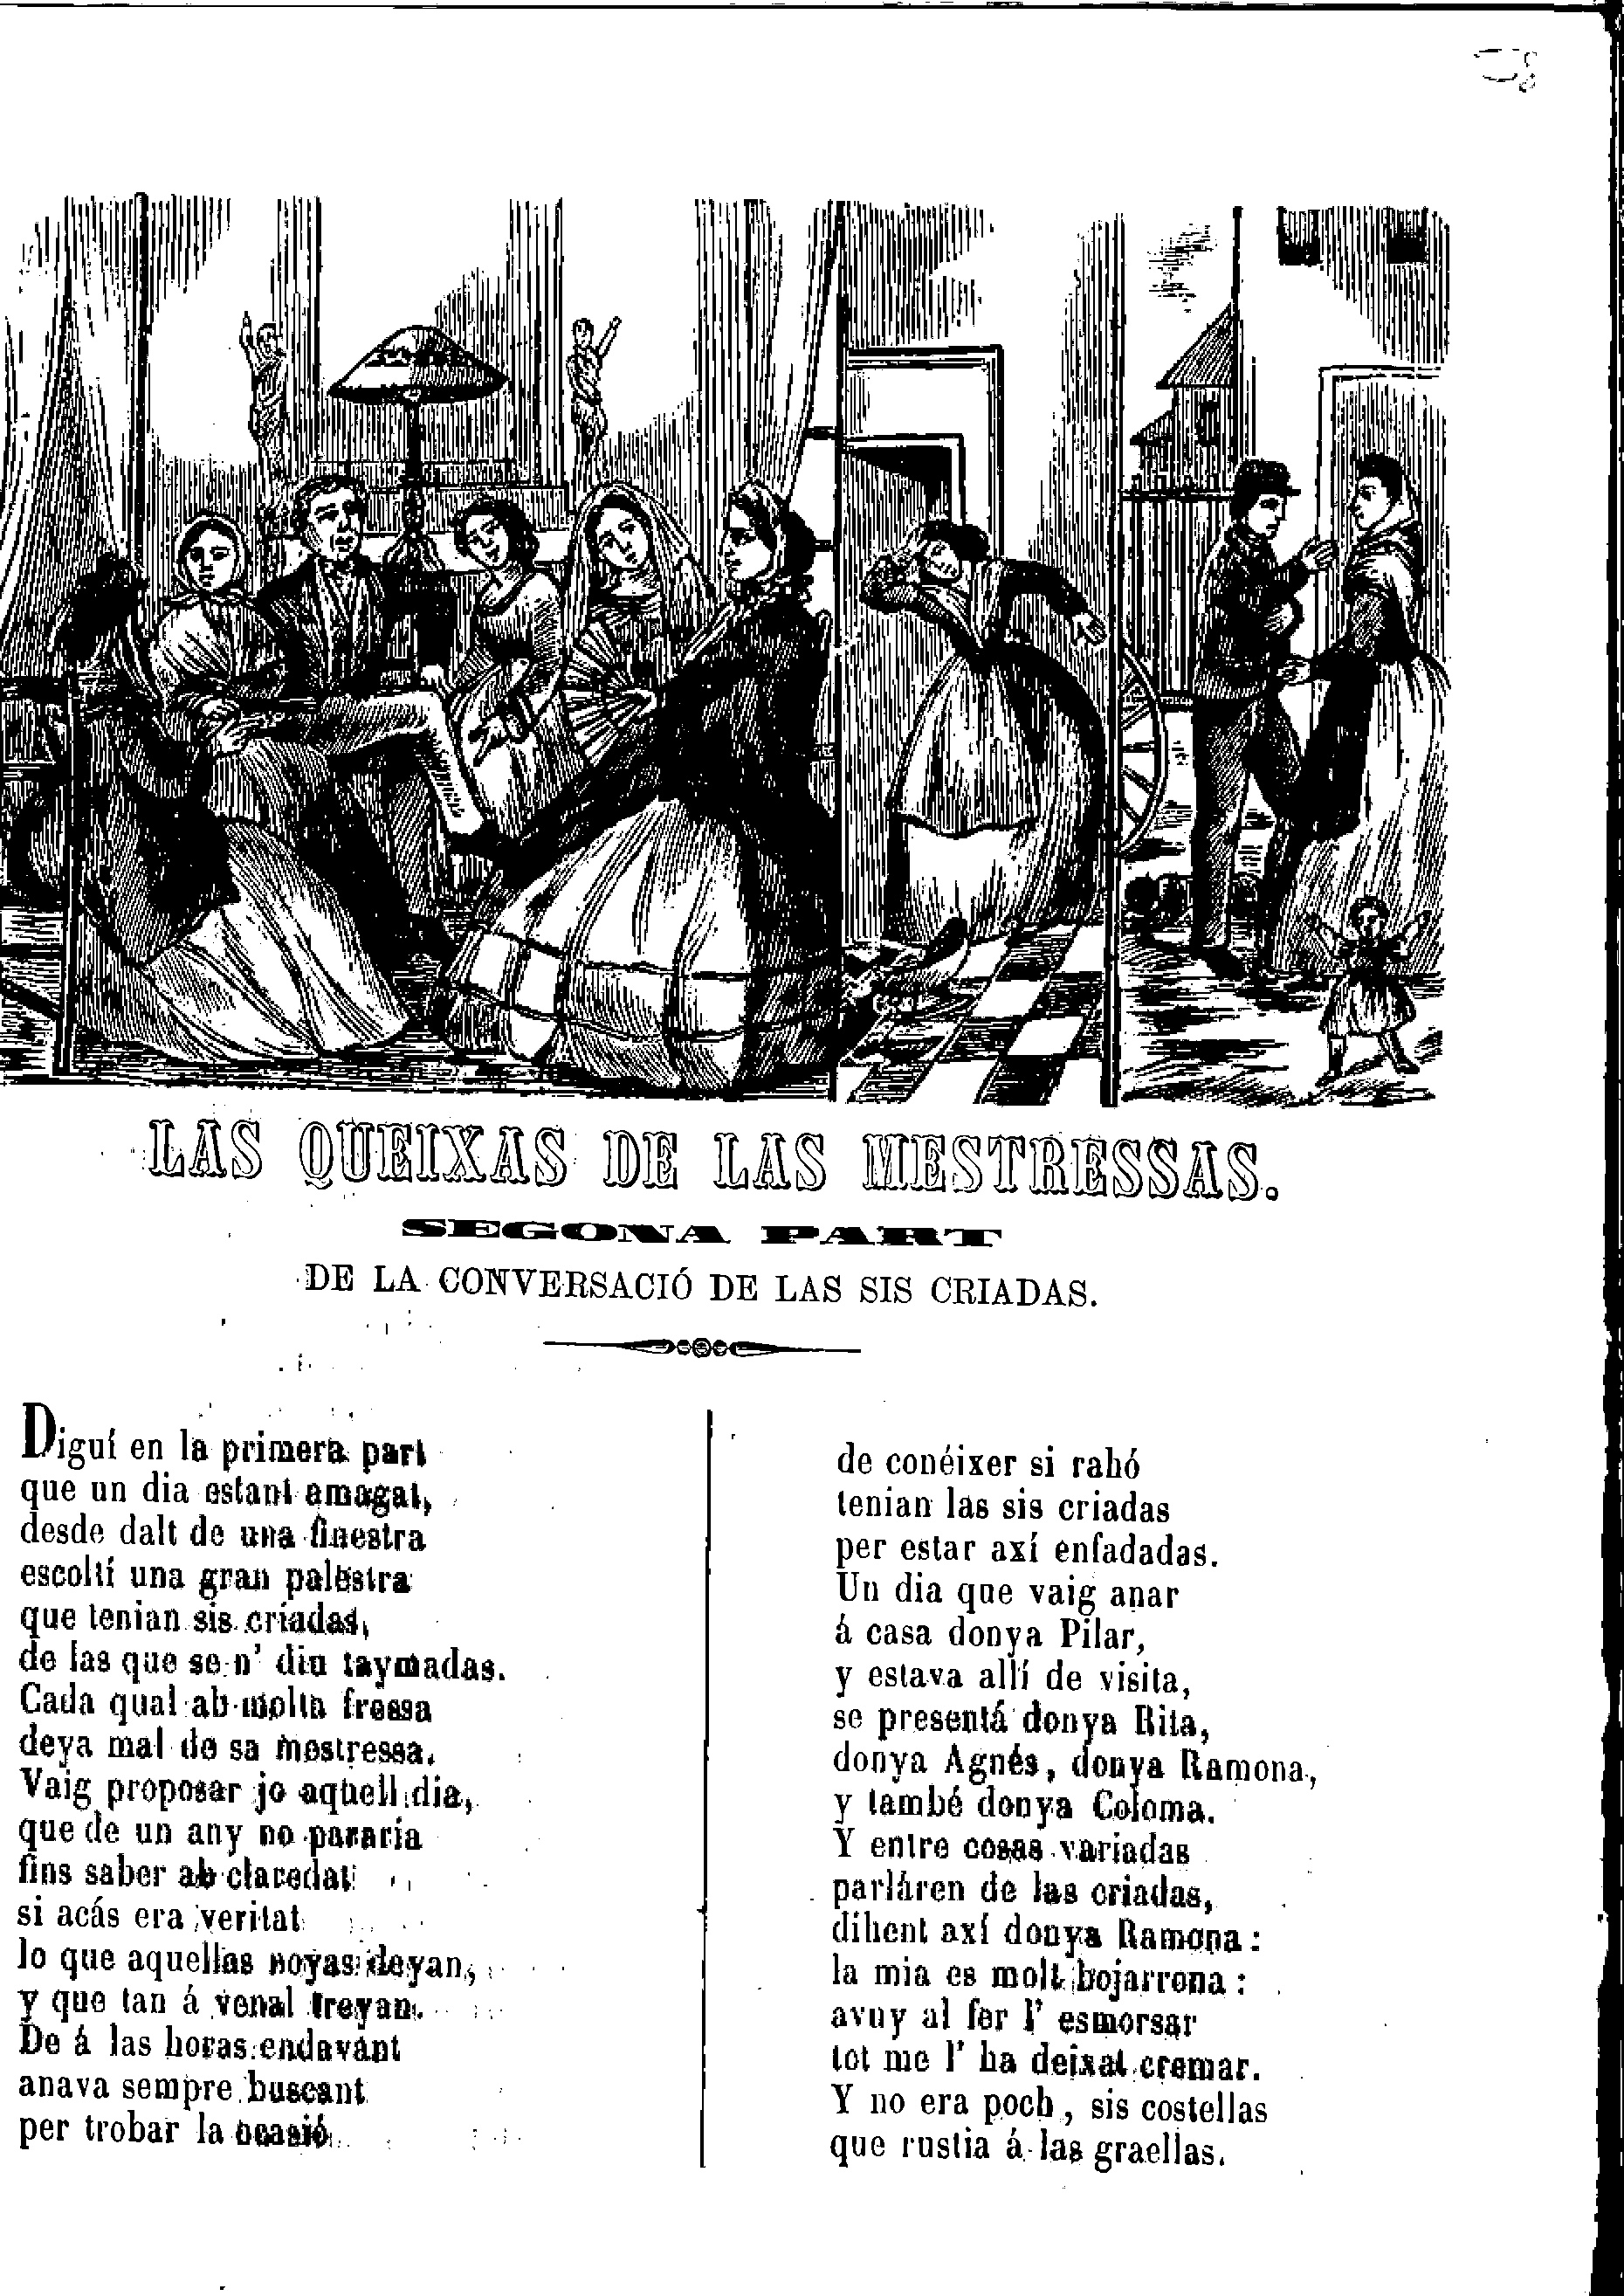 LAS QUEIXAS DE LAS MESTRESSAS.
SEGONA PART
DE LA CONVERSACIÓ DE LAS SIS CRIADAS.
Diguí en la primera part
que un dia estant amagat,
desde dalt de una finestra
escoltí una gran palestra
que tenian sis criadas,
de las que se n' diu taymadas.
Cada qual ab molta fressa
deya mal de sa mestressa.
Vaig proposar jo aquell dia,
que de un any no pararia
fins saber ab claredat
si acás era veritat
lo que aquellas noyas deyan,
y que tan á venal treyan.
De á las horas endavant
anava sempre buscant
per trobar la ocasió
de conéixer si rahó
tenian las sis criadas
per estar axí enfadadas.
Un dia que vaig anar
á casa donya Pilar,
y estava allí de visita,
se presentá donya Rita,
donya Agnés, donya Ramona,
y també donya Coloma.
Y entre cosas variadas
parláren de las criadas,
dihent axí donya Ramona:
la mia es molt bojarrona:
avuy al fer l' esmorsar
tot me l' ha deixat cremar.
Y no era poch, sis costellas
que rustia á las graellas.